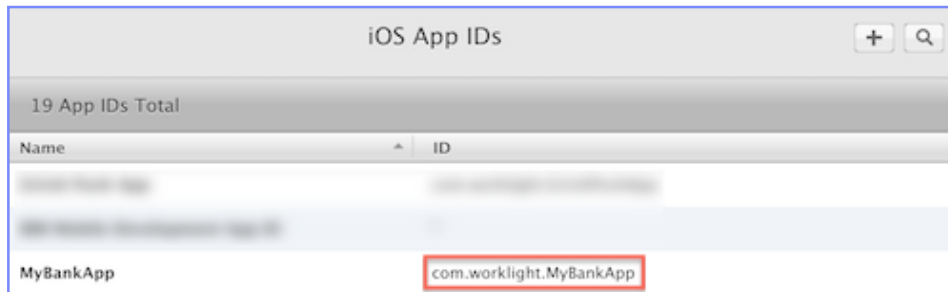 iOS App IDs
19 App IDs Total
Name ID
MyBankApp com.worklight.MyBankApp